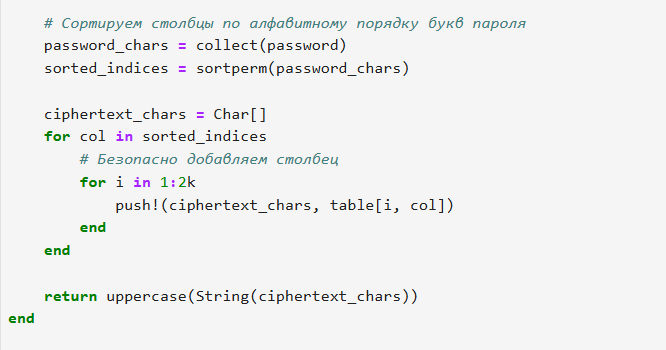 # Сортируем столбцы по алфавитному порядку букв пароля
password_chars = collect(password)
sorted_indices = sortperm(password_chars)
ciphertext_chars = Char[]
for col in sorted_indices
# Безопасно добавляем столбец
for i in 1:2k
push!(ciphertext_chars, table[i, col])
end
end
return uppercase(String(ciphertext_chars))
end